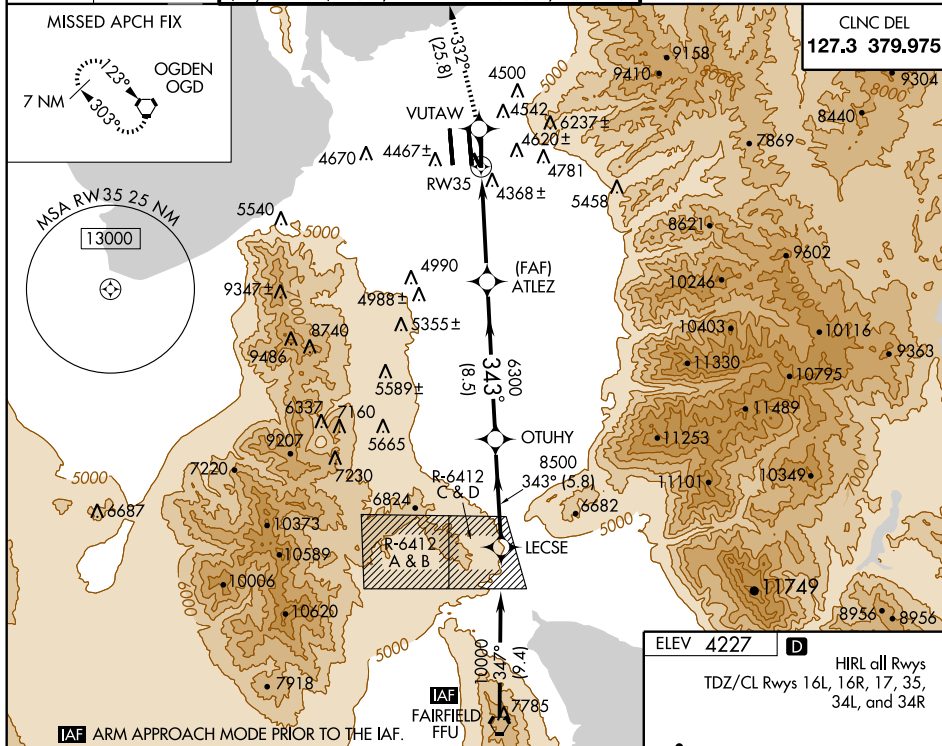 MISSED APCH FIX
OGDEN
OGD
7 NM
123°
303°
332°
(25.8)
CLNC DEL
127.3 379.975
9158
9410
9304
8000
8000
5000
8440
7869
4500
4542
VUTAW
6237±
4620±
4670
4467±
4781
RW35
4368±
5458
MSA RW35 25 NM
13000
5540
5000
8621
9602
(FAF)
ATLEZ
4990
4988±
9347±
10246
5355±
8740
9486
10403
10116
9363
11330
10795
6300
343°
(8.5)
5589±
11489
6337
7160
5665
OTUHY
11253
9207
7230
7220
8500
343° (5.8)
11101
10349
R-6412
C & D
5000
6687
6824
6682
5000
10373
R-6412
A & B
LECSE
10589
10006
11749
10620
8956
8956
5000
10000
347°
(9.4)
7918
IAF
FAIRFIELD
FFU
7785
IAF ARM APPROACH MODE PRIOR TO THE IAF.
ELEV 4227
D
HIRL all Rwys
TDZ/CL Rwys 16L, 16R, 17, 35,
34L, and 34R